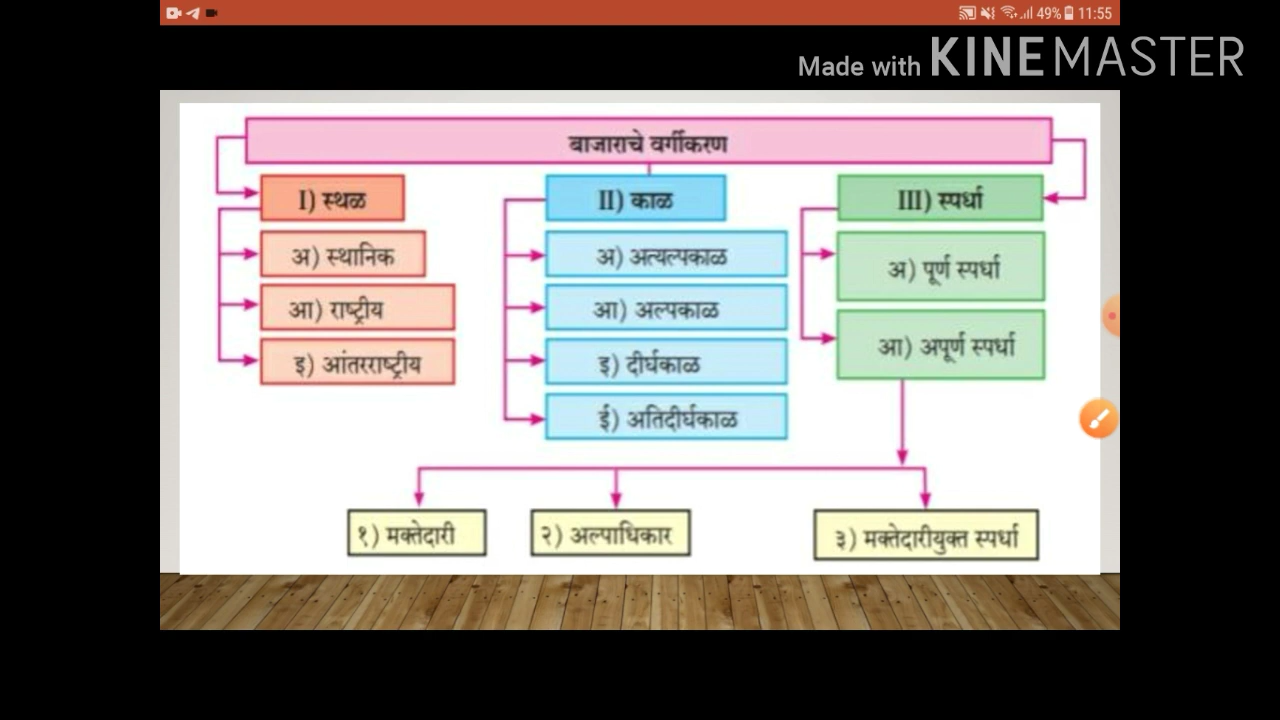 49% 11:55
Made with KINEMASTER
बाजाराचे वर्गीकरण
I) स्थळ
अ) स्थानिक
आ) राष्ट्रीय
इ) आंतरराष्ट्रीय
II) काळ
अ) अत्यल्पकाळ
आ) अल्पकाळ
इ) दीर्घकाळ
ई) अतिदीर्घकाळ
III) स्पर्धा
अ) पूर्ण स्पर्धा
आ) अपूर्ण स्पर्धा
१) मक्तेदारी
२) अल्पाधिकार
३) मक्तेदारीयुक्त स्पर्धा